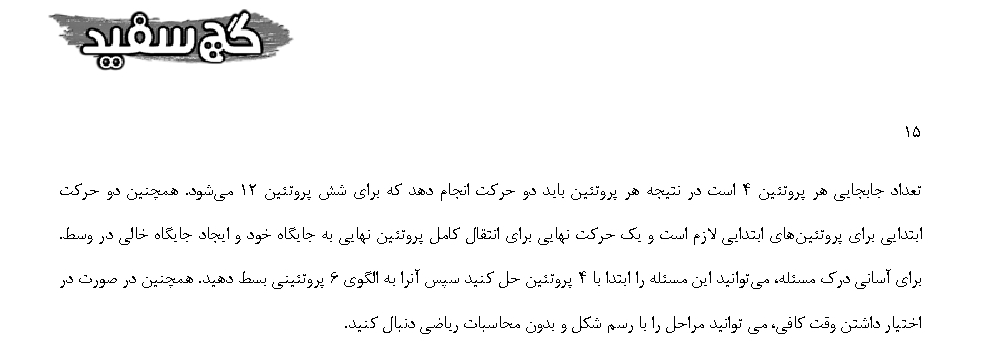 گچ سفید
۱۵
تعداد جابجایی هر پروتئین ۴ است در نتیجه هر پروتئین باید دو حرکت انجام دهد که برای شش پروتئین ۱۲ می‌شود. همچنین دو حرکت
ابتدایی برای پروتئین‌های ابتدایی لازم است و یک حرکت نهایی برای انتقال کامل پروتئین نهایی به جایگاه خود و ایجاد جایگاه خالی در وسط.
برای آسانی درک مسئله، می‌توانید این مسئله را ابتدا با ۴ پروتئین حل کنید سپس آنرا به الگوی ۶ پروتئینی بسط دهید. همچنین در صورت در
اختیار داشتن وقت کافی، می توانید مراحل را با رسم شکل و بدون محاسبات ریاضی دنبال کنید.